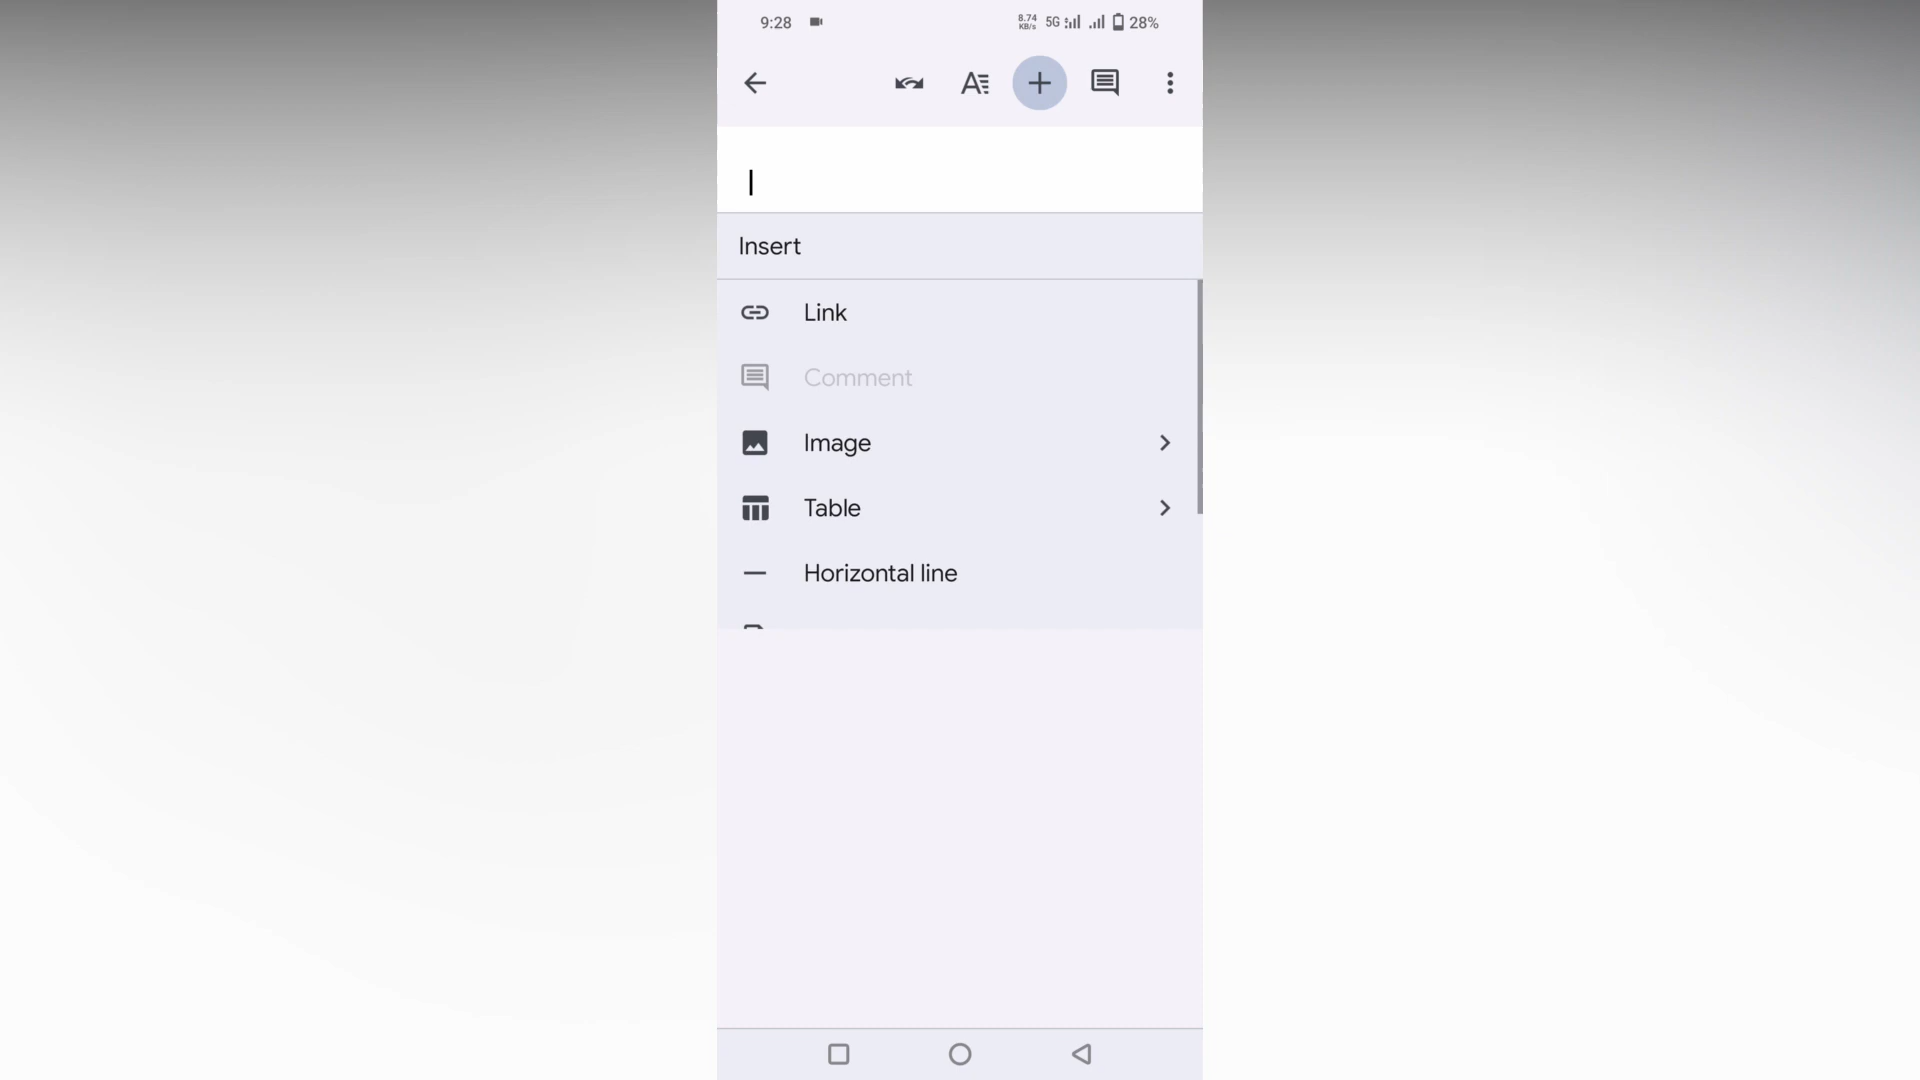 9:28 8.74 KB/s 5G 28%
Insert
Link
Comment
Image
Table
Horizontal line